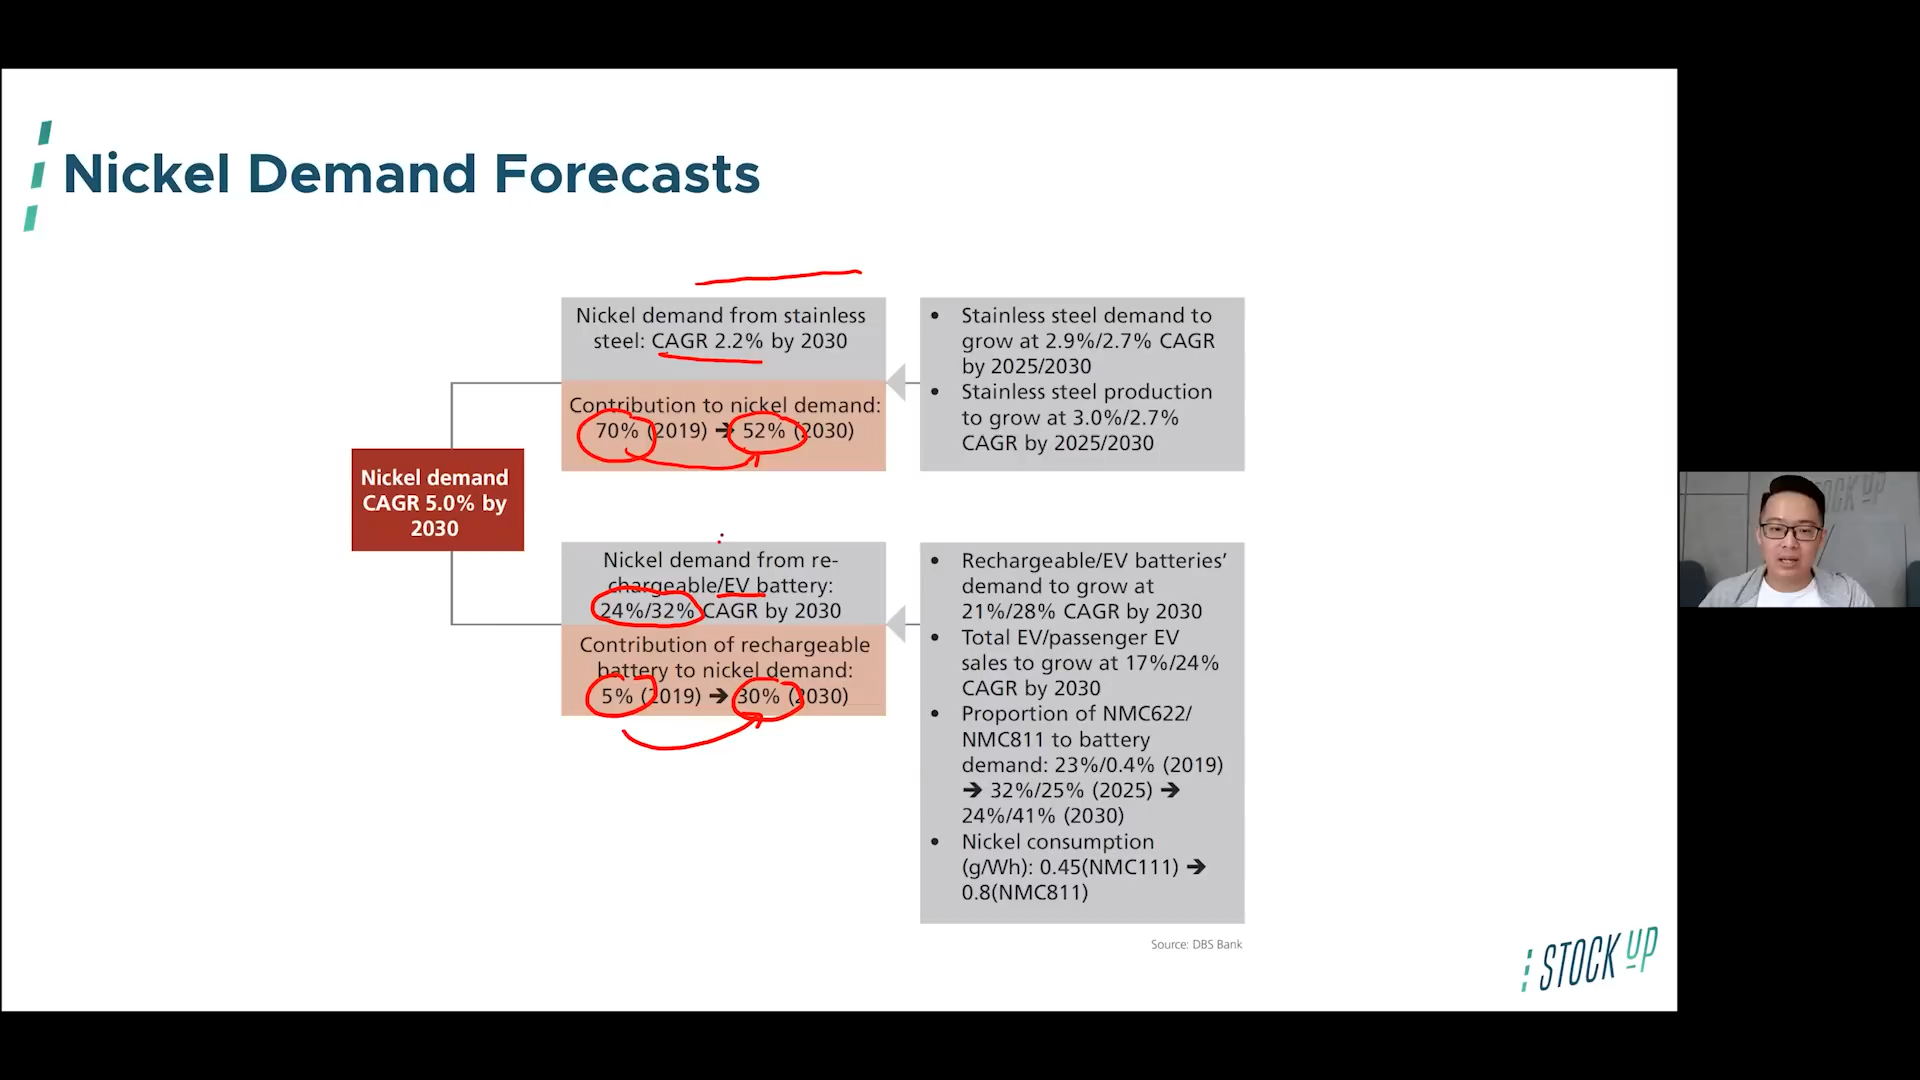 Nickel Demand Forecasts
Nickel demand from stainless
steel: CAGR 2.2% by 2030
Contribution to nickel demand:
70% (2019) ➔ 52% (2030)
Stainless steel demand to
grow at 2.9%/2.7% CAGR
by 2025/2030
Stainless steel production
to grow at 3.0%/2.7%
CAGR by 2025/2030
Nickel demand
CAGR 5.0% by
2030
Nickel demand from re-
chargeable/EV battery:
24%/32% CAGR by 2030
Contribution of rechargeable
battery to nickel demand:
5% (2019) ➔ 30% (2030)
Rechargeable/EV batteries’
demand to grow at
21%/28% CAGR by 2030
Total EV/passenger EV
sales to grow at 17%/24%
CAGR by 2030
Proportion of NMC622/
NMC811 to battery
demand: 23%/0.4% (2019)
➔ 32%/25% (2025) ➔
24%/41% (2030)
Nickel consumption
(g/Wh): 0.45(NMC111) ➔
0.8(NMC811)
Source: DBS Bank
STOCK UP
STOCK UP